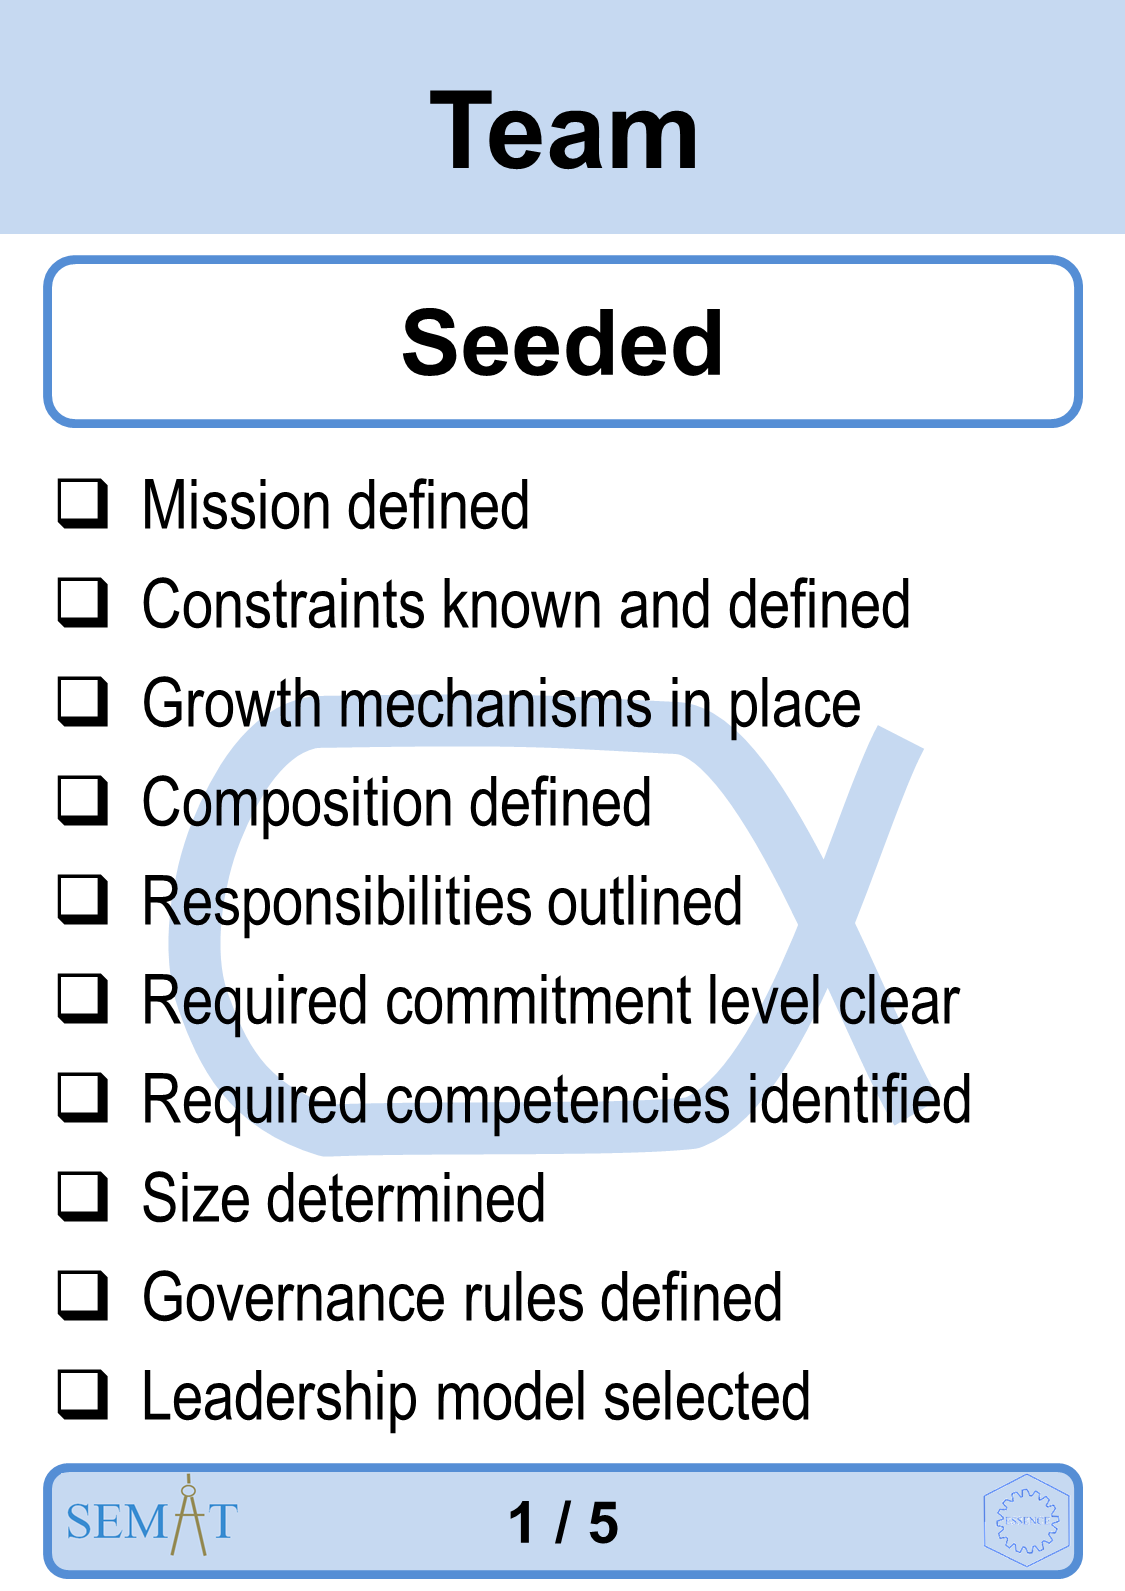 Team
Seeded
❑ Mission defined
❑ Constraints known and defined
❑ Growth mechanisms in place
❑ Composition defined
❑ Responsibilities outlined
❑ Required commitment level clear
❑ Required competencies identified
❑ Size determined
❑ Governance rules defined
❑ Leadership model selected
SEMAT 1 / 5 ESSENCE